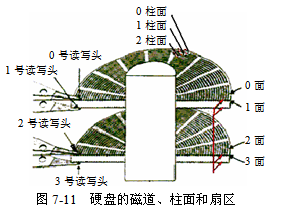 0 柱面
1 柱面
2 柱面
0 号读写头
1 号读写头
0 面
1 面
2 号读写头
2 面
3 面
3 号读写头
图 7-11 硬盘的磁道、柱面和扇区